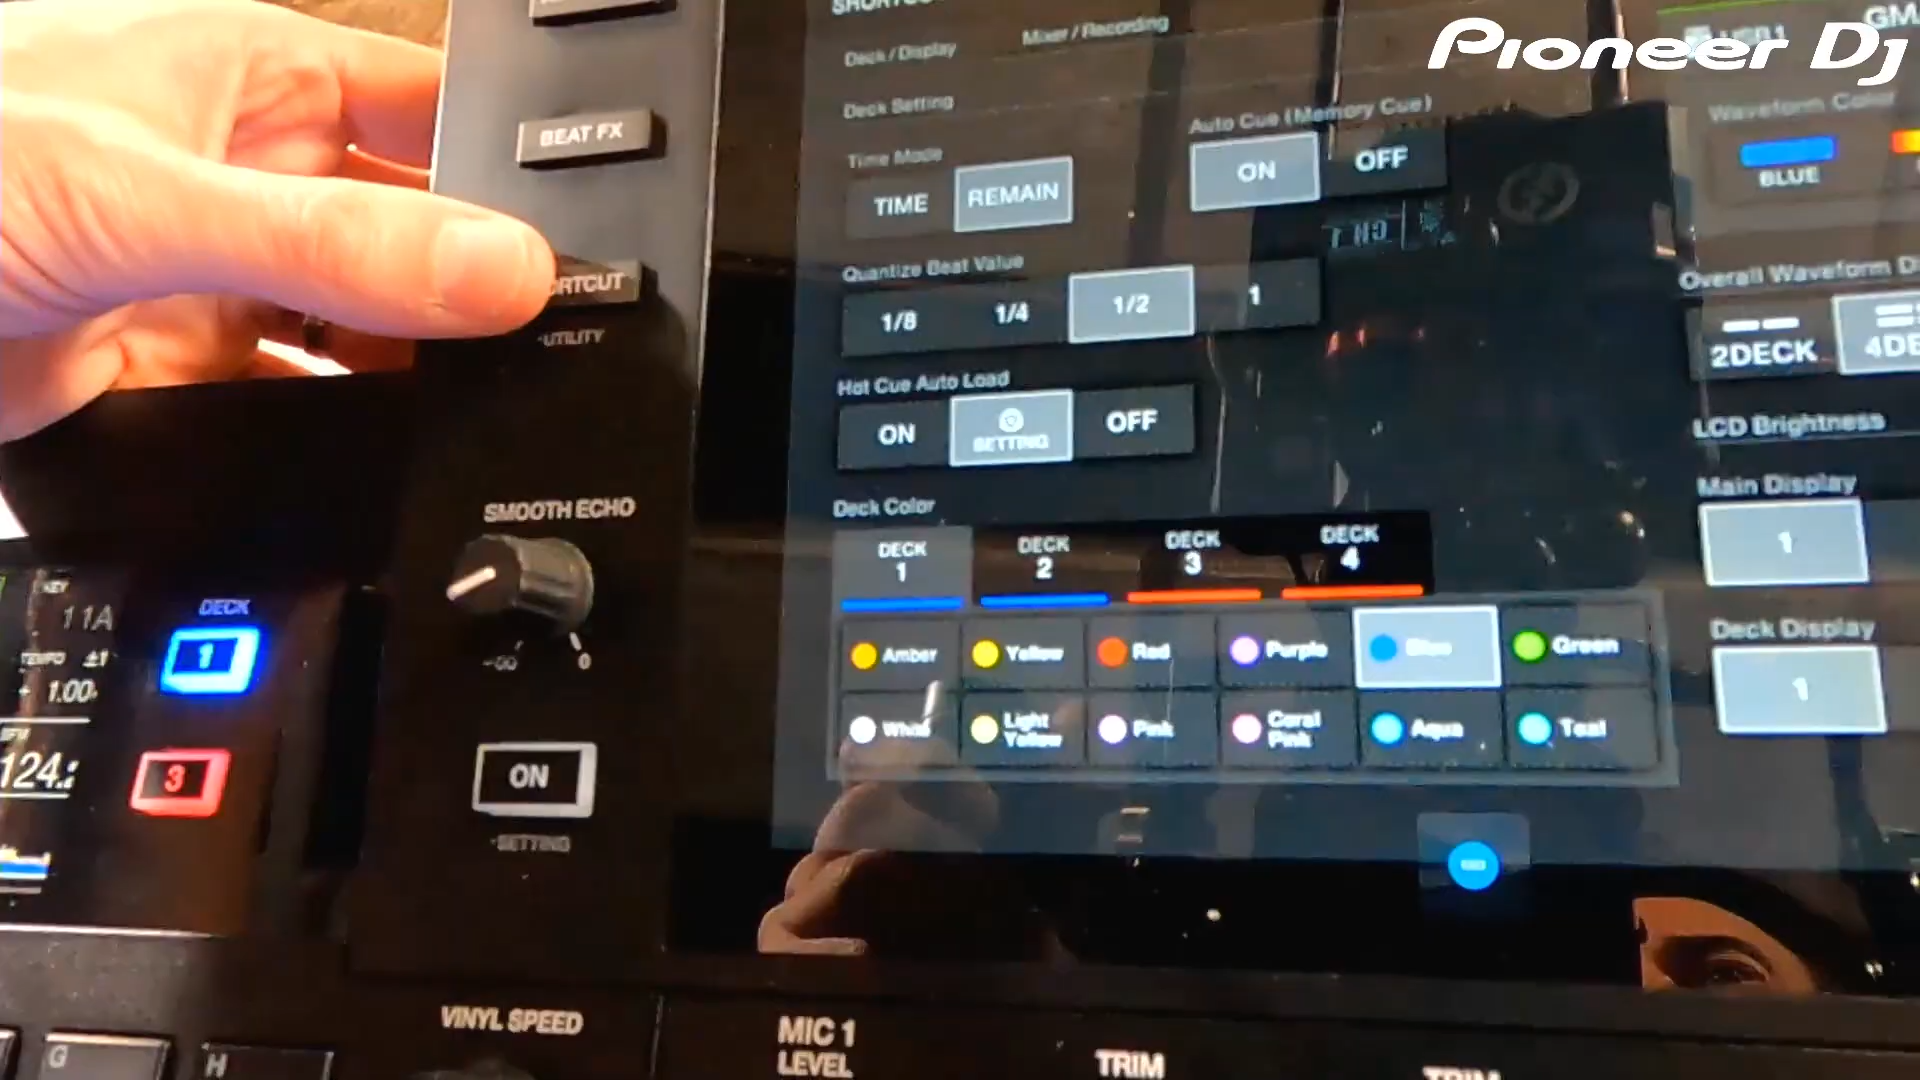 Pioneer Dj
Mixer / Recording
Deck / Display
USB1
Deck Setting
Auto Cue (Memory Cue)
Waveform Color
BEAT FX
Time Mode
ON
OFF
BLUE
TIME
REMAIN
Quantize Beat Value
Overall Waveform
1/8
1/4
1/2
1
-UTILITY
2DECK
Hot Cue Auto Load
ON
SETTING
OFF
LCD Brightness
Main Display
1
SMOOTH ECHO
Deck Color
DECK 1
DECK 2
DECK 3
DECK 4
KEY
11A
DECK
1
Amber
Yellow
Red
Purple
Blue
Green
Deck Display
1
TEMPO ±1
+ 1.00
-∞
0
White
Light Yellow
Pink
Coral Pink
Aqua
Teal
BPM
124.
3
ON
-SETTING
VINYL SPEED
MIC 1
LEVEL
TRIM
TRIM
G
H